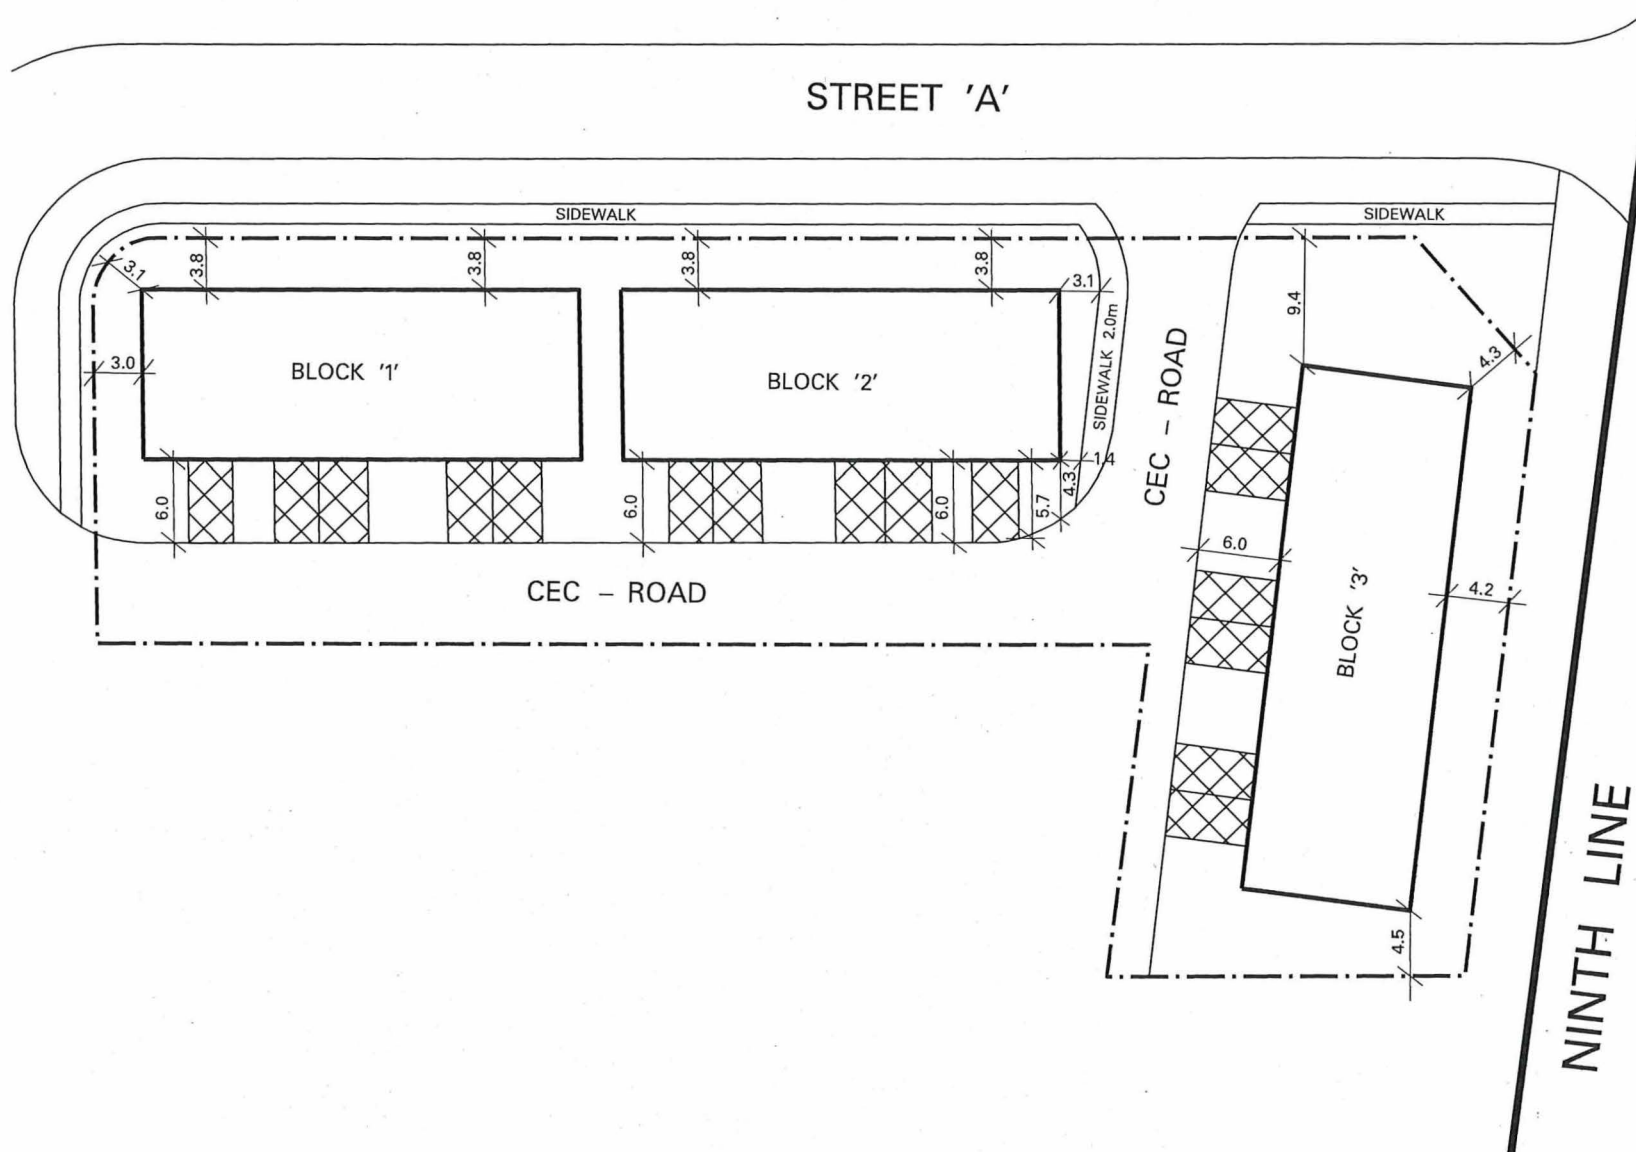 STREET 'A'
SIDEWALK
SIDEWALK
3.1
3.8
3.8
3.8
3.8
3.1
9.4
4.3
3.0
BLOCK '1'
BLOCK '2'
SIDEWALK 2.0m
CEC – ROAD
1.4
6.0
6.0
6.0
5.7
4.3
6.0
4.2
CEC – ROAD
BLOCK '3'
4.5
NINTH LINE